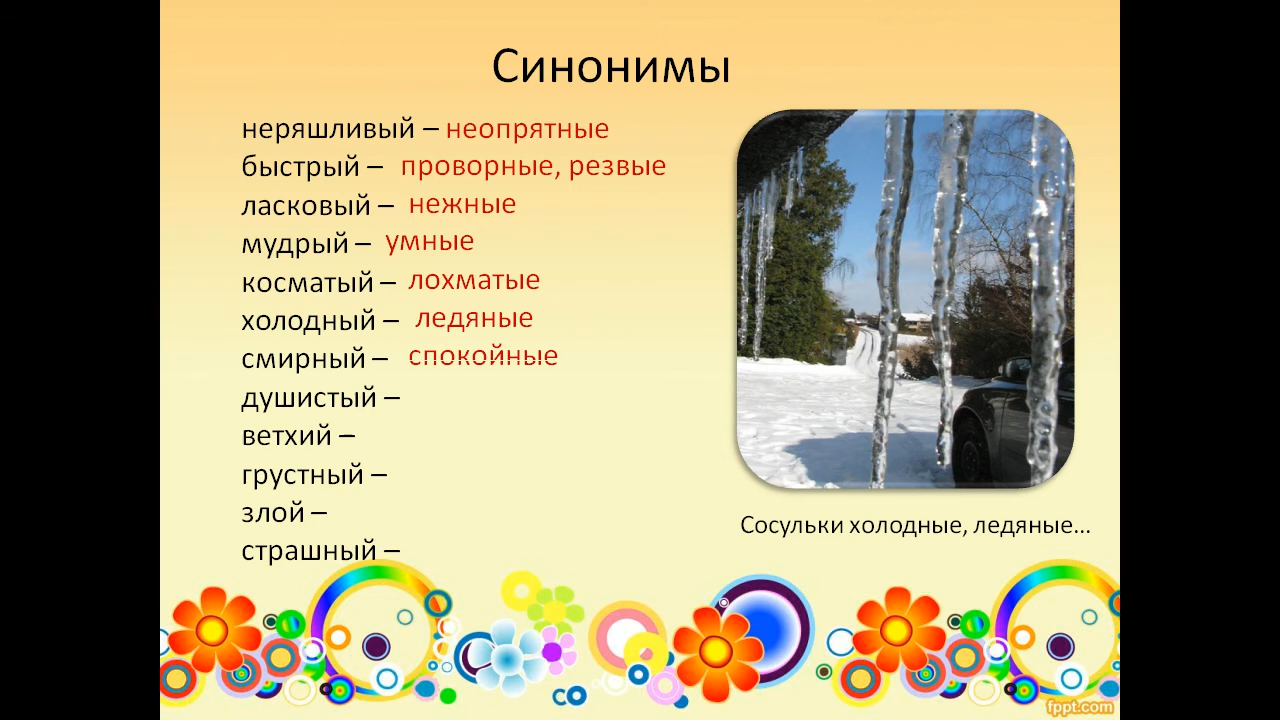 Синонимы
неряшливый – неопрятные
быстрый – проворные, резвые
ласковый – нежные
мудрый – умные
косматый – лохматые
холодный – ледяные
смирный – спокойные
душистый –
ветхий –
грустный –
злой –
страшный –
Сосульки холодные, ледяные...
fppt.com